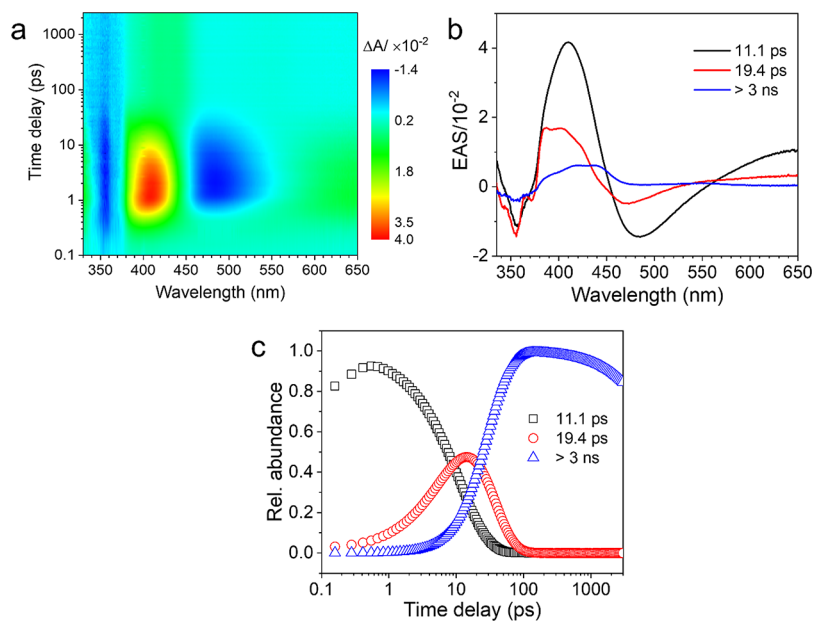 a
Time delay (ps)
1000
100
10
1
0.1
350 400 450 500 550 600 650
Wavelength (nm)
ΔA/ ×10-2
-1.4
0.2
1.8
3.5
4.0
b
EAS/10-2
4
2
0
-2
350 400 450 500 550 600 650
Wavelength (nm)
11.1 ps
19.4 ps
> 3 ns
c
Rel. abundance
1.0
0.8
0.6
0.4
0.2
0.0
0.1 1 10 100 1000
Time delay (ps)
11.1 ps
19.4 ps
> 3 ns